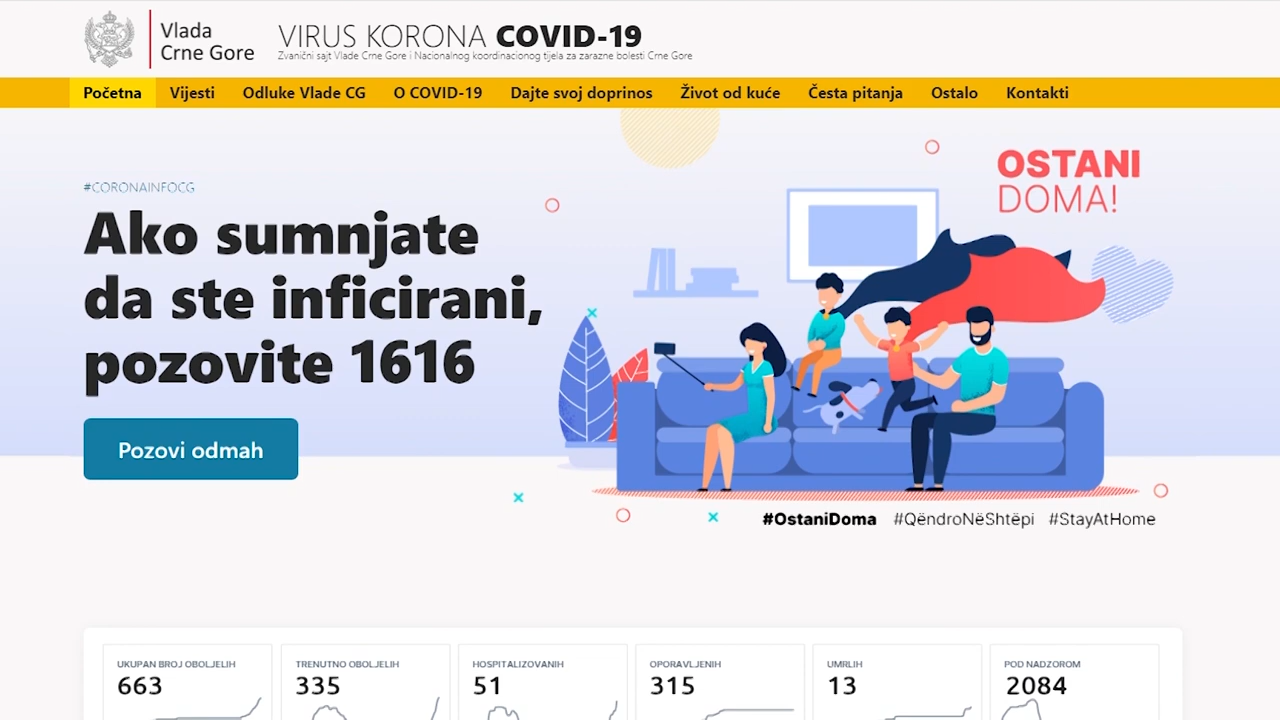 Vlada
Crne Gore
VIRUS KORONA COVID-19
Zvanični sajt Vlade Crne Gore i Nacionalnog koordinacionog tijela za zarazne bolesti Crne Gore
Početna Vijesti Odluke Vlade CG O COVID-19 Dajte svoj doprinos Život od kuće Česta pitanja Ostalo Kontakti
OSTANI
DOMA!
#CORONAINFOCG
Ako sumnjate
da ste inficirani,
pozovite 1616
Pozovi odmah
#OstaniDoma #QëndroNëShtëpi #StayAtHome
UKUPAN BROJ OBOLJELIH TRENUTNO OBOLJELIH HOSPITALIZOVANIH OPORAVLJENIH UMRLIH POD NADZOROM
663 335 51 315 13 2084